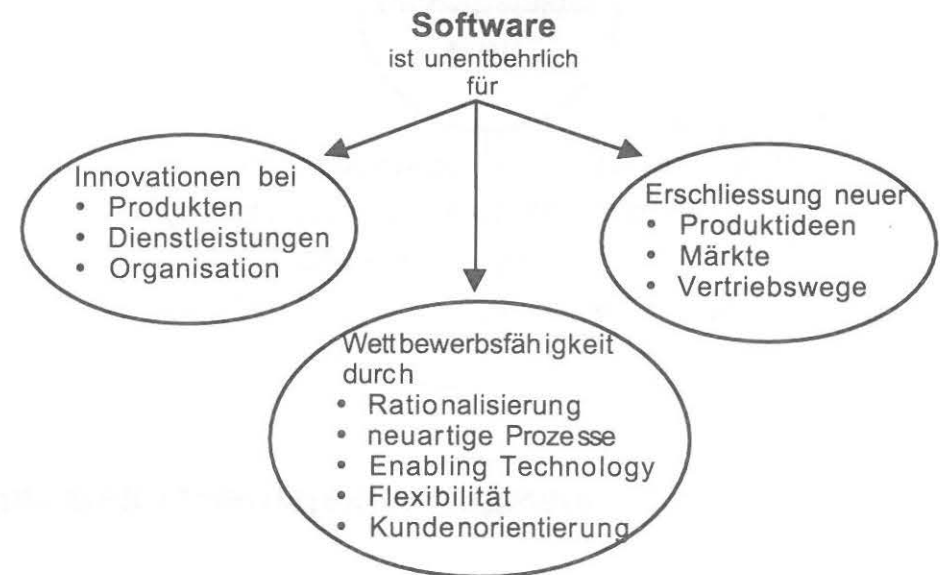 Software
ist unentbehrlich
für
Innovationen bei
• Produkten
• Dienstleistungen
• Organisation
Erschliessung neuer
• Produktideen
• Märkte
• Vertriebswege
Wettbewerbsfähigkeit
durch
• Rationalisierung
• neuartige Prozesse
• Enabling Technology
• Flexibilität
• Kundenorientierung